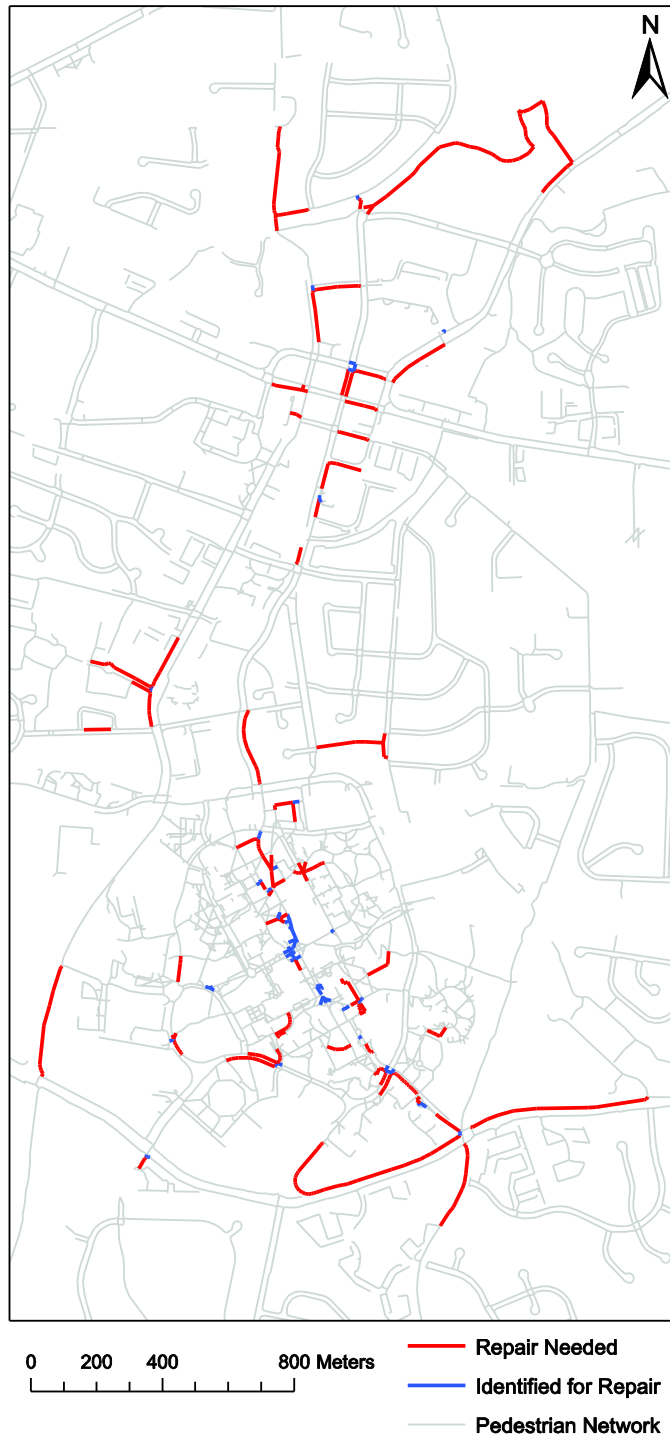 N
0 200 400 800 Meters
Repair Needed
Identified for Repair
Pedestrian Network